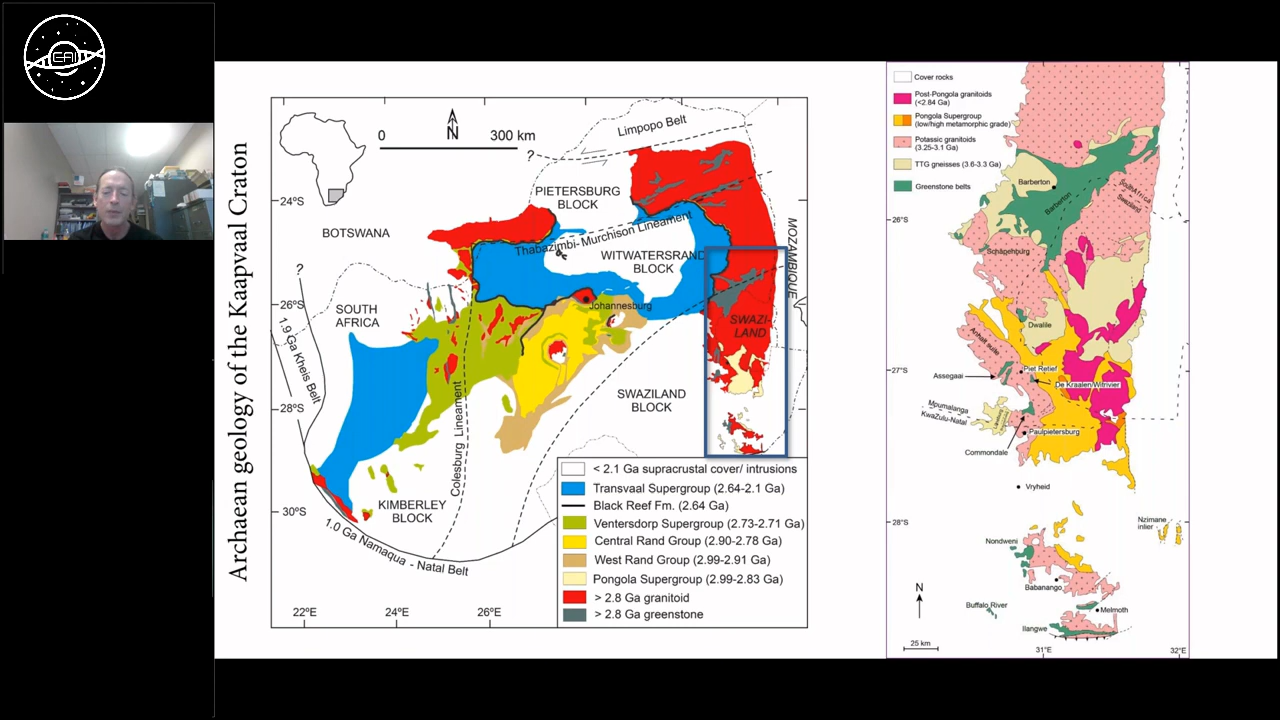 CAI
Archaean geology of the Kaapvaal Craton
N
0 300 km
Limpopo Belt
?
24°S
PIETERSBURG
BLOCK
BOTSWANA
Thabazimbi- Murchison Lineament
WITWATERSRAND
BLOCK
MOZAMBIQUE
?
26°S
SOUTH
AFRICA
Johannesburg
SWAZI-
LAND
1.9 Ga Kheis Belt
28°S
SWAZILAND
BLOCK
Colesburg Lineament
30°S
KIMBERLEY
BLOCK
1.0 Ga Namaqua - Natal Belt
22°E 24°E 26°E
< 2.1 Ga supracrustal cover/ intrusions
Transvaal Supergroup (2.64-2.1 Ga)
Black Reef Fm. (2.64 Ga)
Ventersdorp Supergroup (2.73-2.71 Ga)
Central Rand Group (2.90-2.78 Ga)
West Rand Group (2.99-2.91 Ga)
Pongola Supergroup (2.99-2.83 Ga)
> 2.8 Ga granitoid
> 2.8 Ga greenstone
Cover rocks
Post-Pongola granitoids
(<2.84 Ga)
Pongola Supergroup
(low/high metamorphic grade)
Potassic granitoids
(3.25-3.1 Ga)
TTG gneisses (3.6-3.3 Ga)
Greenstone belts
Barberton
Barberton
South Africa
Swaziland
26°S
Schapenburg
Dwalile
Anhalt suite
27°S
Piet Retief
Assegaai
De Kraalen/Witrivier
Mpumalanga
KwaZulu-Natal
Paulpietersburg
Commondale
Vryheid
28°S
Nzimane
inlier
Nondweni
Babanango
N
Buffalo River
Melmoth
Ilangwe
25 km
31°E 32°E